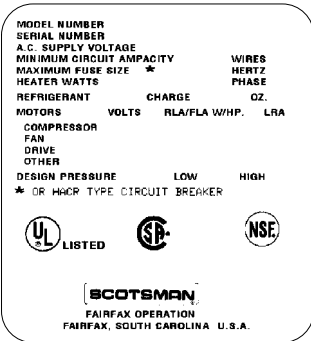 MODEL NUMBER
SERIAL NUMBER
A.C. SUPPLY VOLTAGE
MINIMUM CIRCUIT AMPACITY WIRES
MAXIMUM FUSE SIZE * HERTZ
HEATER WATTS PHASE
REFRIGERANT CHARGE OZ.
MOTORS VOLTS RLA/FLA W/HP. LRA
COMPRESSOR
FAN
DRIVE
OTHER
DESIGN PRESSURE LOW HIGH
* OR HACR TYPE CIRCUIT BREAKER
UL ® LISTED SA NSF.
SCOTSMAN
FAIRFAX OPERATION
FAIRFAX, SOUTH CAROLINA U.S.A.